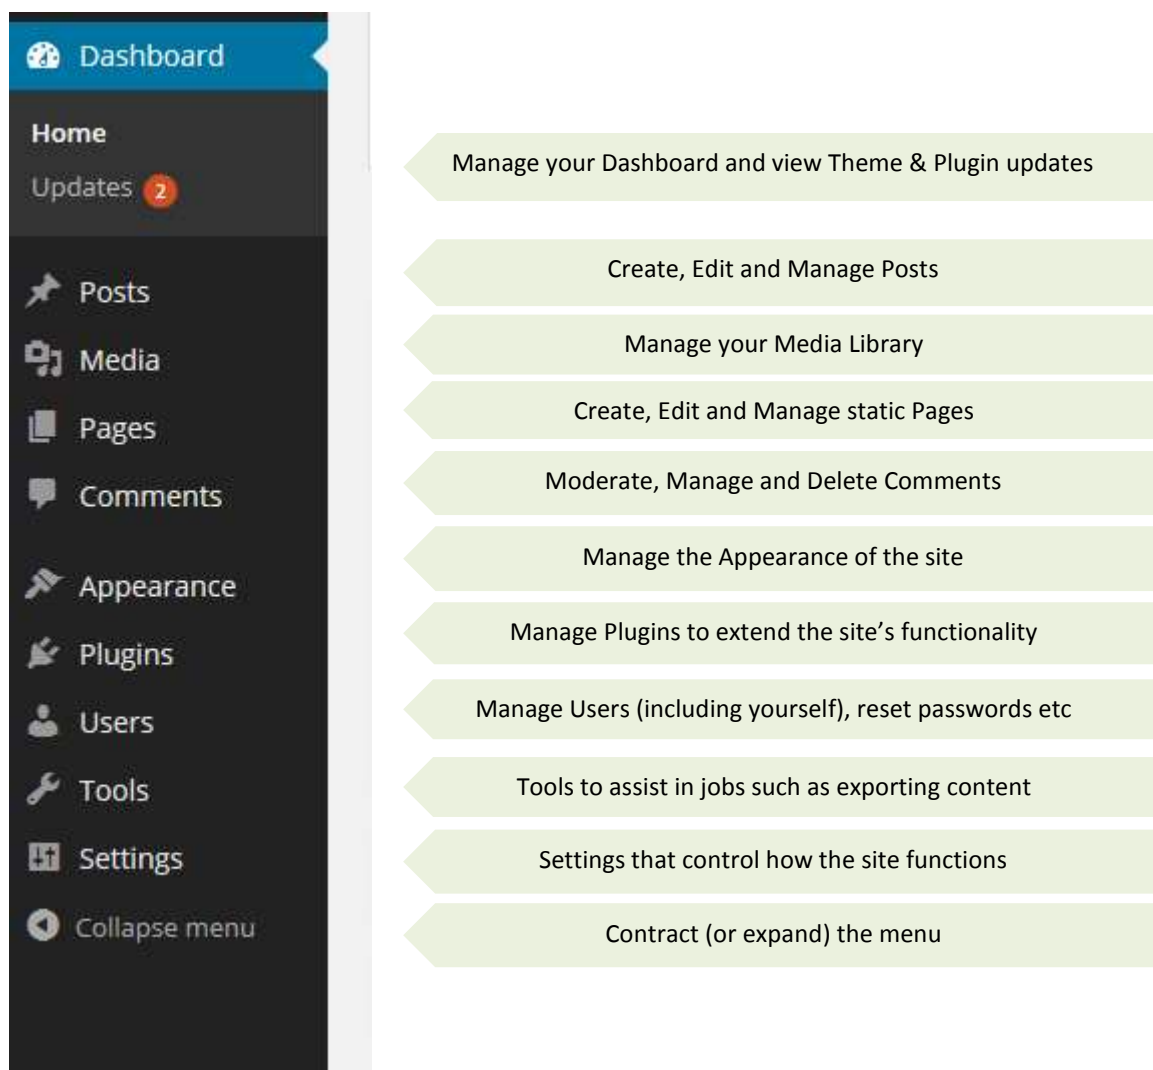 Dashboard
Home
Updates 2
Manage your Dashboard and view Theme & Plugin updates
Posts
Create, Edit and Manage Posts
Media
Manage your Media Library
Pages
Create, Edit and Manage static Pages
Comments
Moderate, Manage and Delete Comments
Appearance
Manage the Appearance of the site
Plugins
Manage Plugins to extend the site’s functionality
Users
Manage Users (including yourself), reset passwords etc
Tools
Tools to assist in jobs such as exporting content
Settings
Settings that control how the site functions
Collapse menu
Contract (or expand) the menu